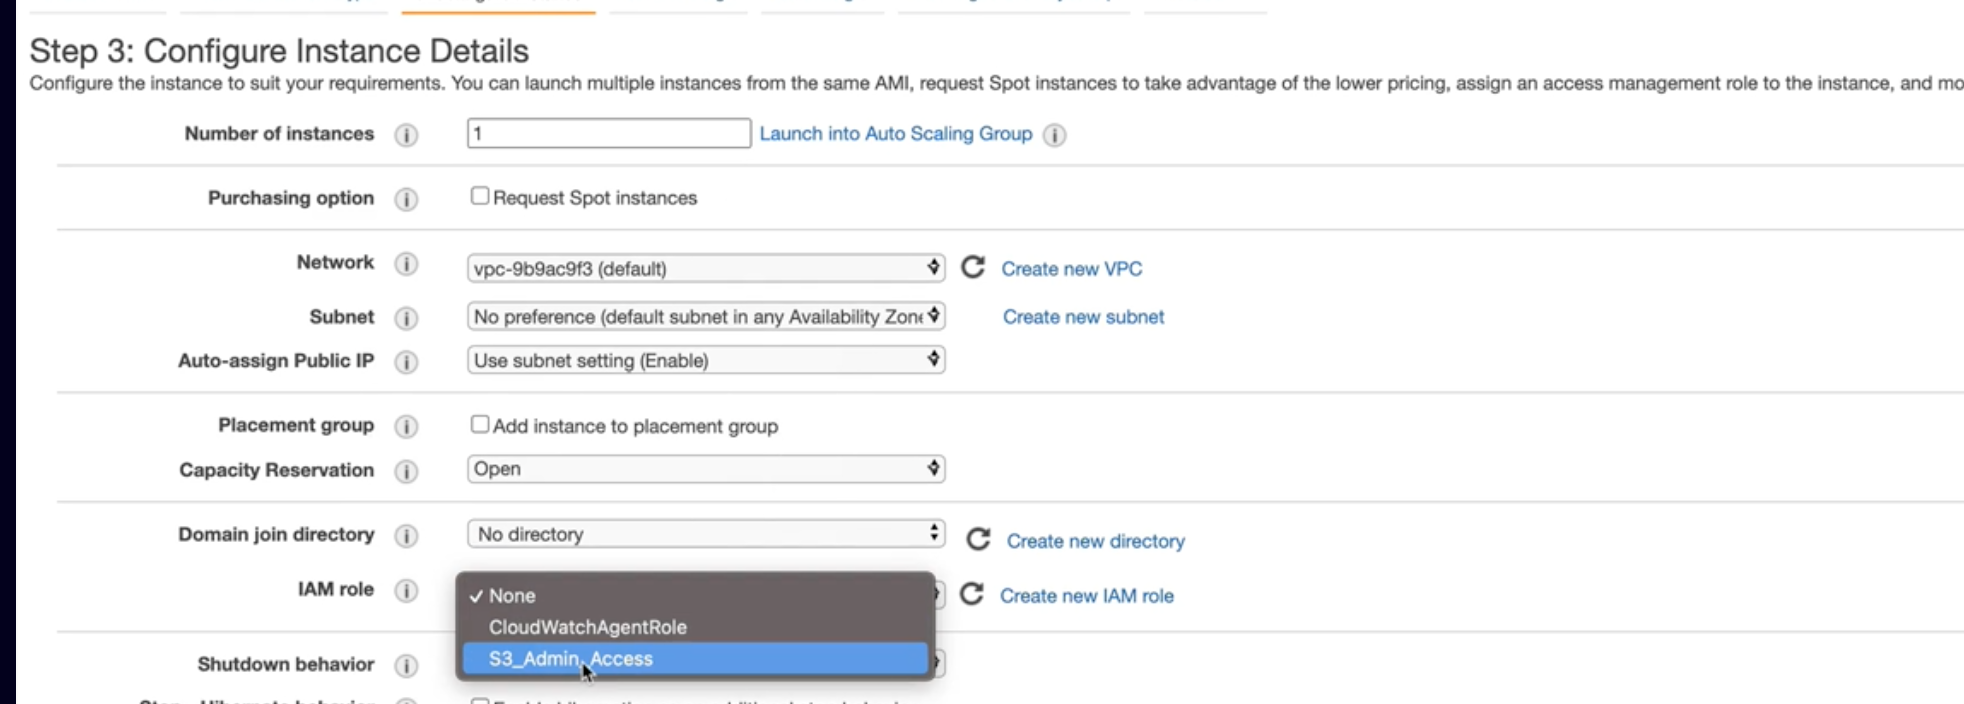 Step 3: Configure Instance Details
Configure the instance to suit your requirements. You can launch multiple instances from the same AMI, request Spot instances to take advantage of the lower pricing, assign an access management role to the instance, and mo
Number of instances 1 Launch into Auto Scaling Group
Purchasing option Request Spot instances
Network vpc-9b9ac9f3 (default) Create new VPC
Subnet No preference (default subnet in any Availability Zone Create new subnet
Auto-assign Public IP Use subnet setting (Enable)
Placement group Add instance to placement group
Capacity Reservation Open
Domain join directory No directory Create new directory
IAM role ✓ None Create new IAM role
CloudWatchAgentRole
S3_Admin_Access
Shutdown behavior